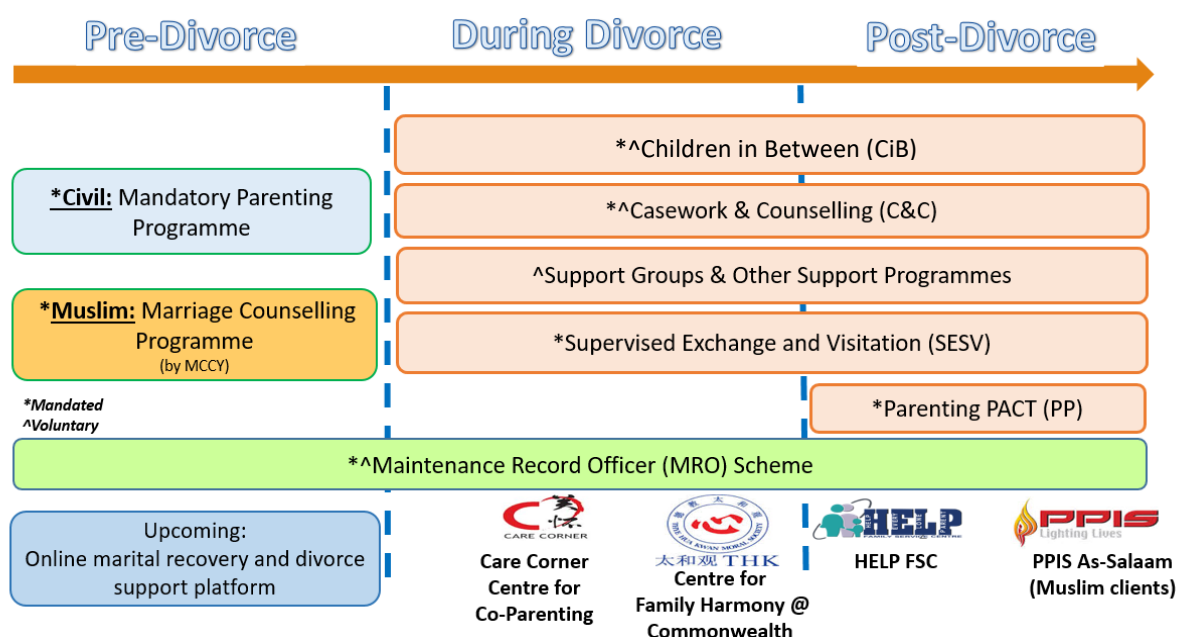 Pre-Divorce
During Divorce
Post-Divorce
*^Children in Between (CiB)
*Civil: Mandatory Parenting
Programme
*^Casework & Counselling (C&C)
^Support Groups & Other Support Programmes
*Muslim: Marriage Counselling
Programme
(by MCCY)
*Supervised Exchange and Visitation (SESV)
*Mandated
^Voluntary
*Parenting PACT (PP)
*^Maintenance Record Officer (MRO) Scheme
Upcoming:
Online marital recovery and divorce
support platform
CARE CORNER
Care Corner
Centre for
Co-Parenting
太和观 THK
Centre for
Family Harmony @
Commonwealth
HELP
FAMILY SERVICE CENTRE
HELP FSC
PPIS
Lighting Lives
PPIS As-Salaam
(Muslim clients)